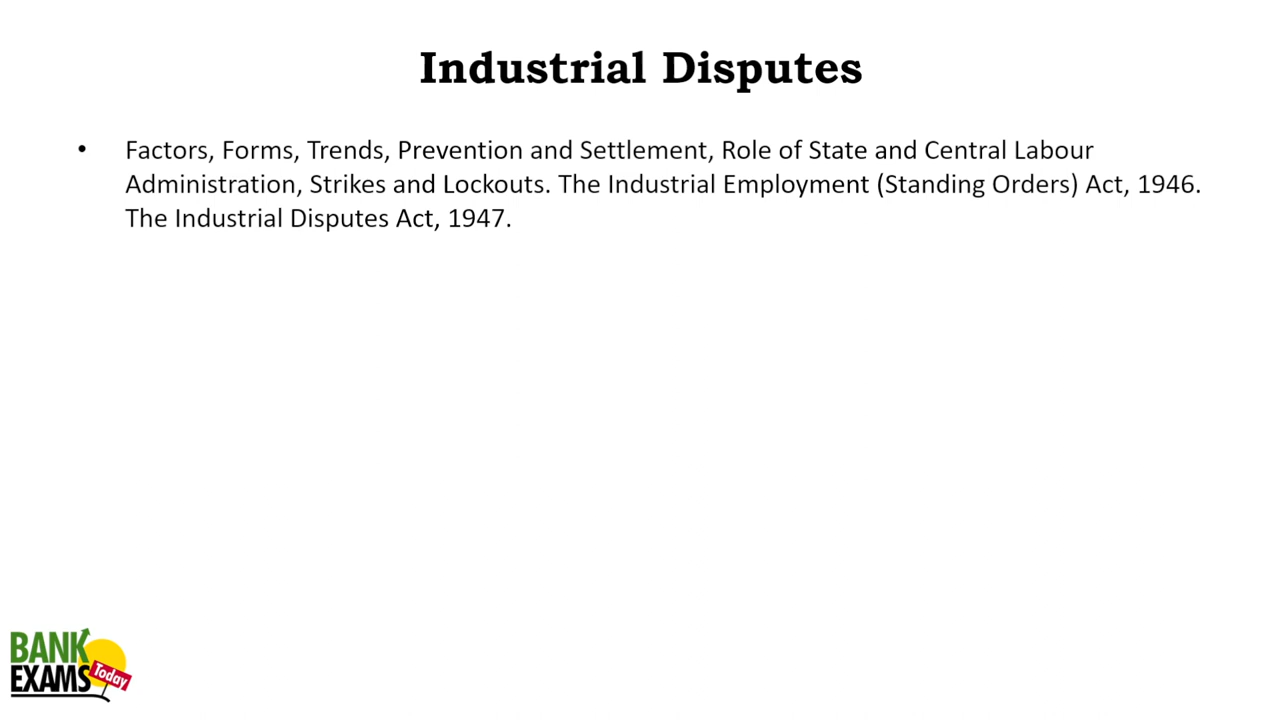 Industrial Disputes
• Factors, Forms, Trends, Prevention and Settlement, Role of State and Central Labour
Administration, Strikes and Lockouts. The Industrial Employment (Standing Orders) Act, 1946.
The Industrial Disputes Act, 1947.
BANK
EXAMS
Today